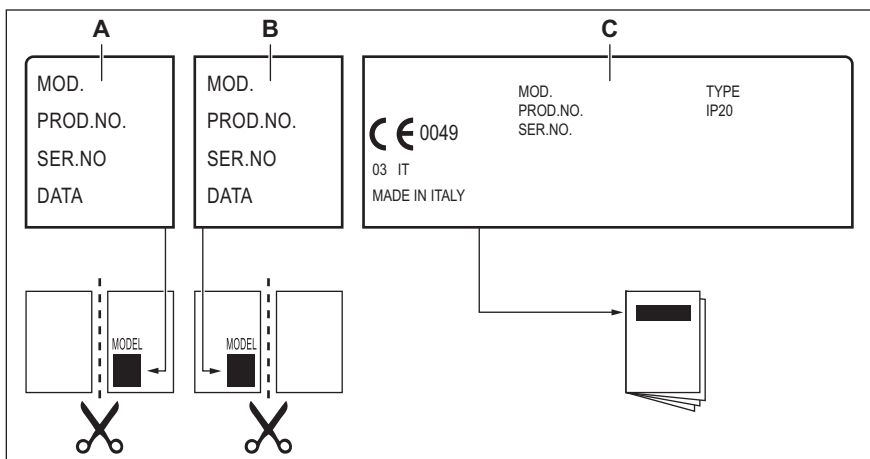 A
B
C
MOD.
PROD.NO.
SER.NO
DATA
MOD.
PROD.NO.
SER.NO
DATA
MOD.
PROD.NO.
SER.NO.
TYPE
IP20
CE 0049
03 IT
MADE IN ITALY
MODEL
MODEL